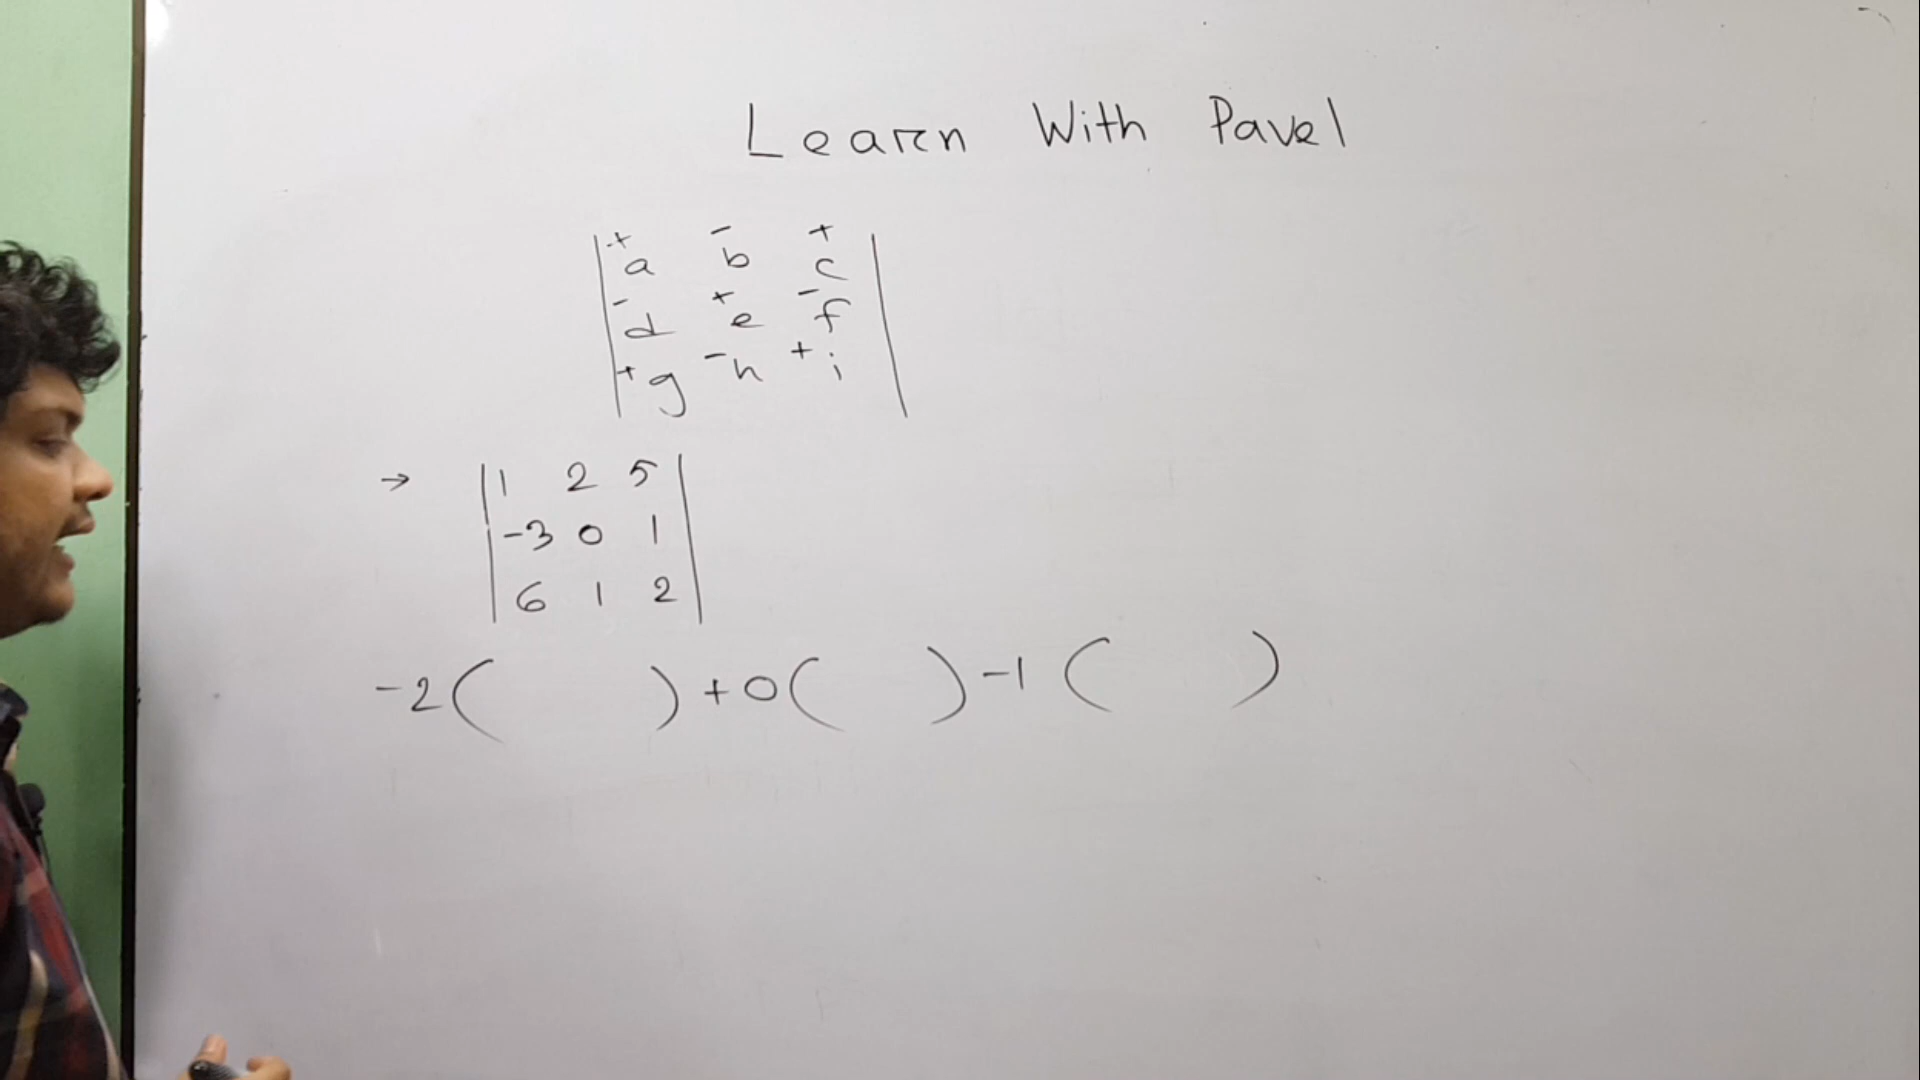 Learn With Pavel
+ - +
a b c
- + -
d e f
+ g - h + i
→ | 1 2 5 |
| -3 0 1 |
| 6 1 2 |
-2 ( ) + 0 ( ) - 1 ( )